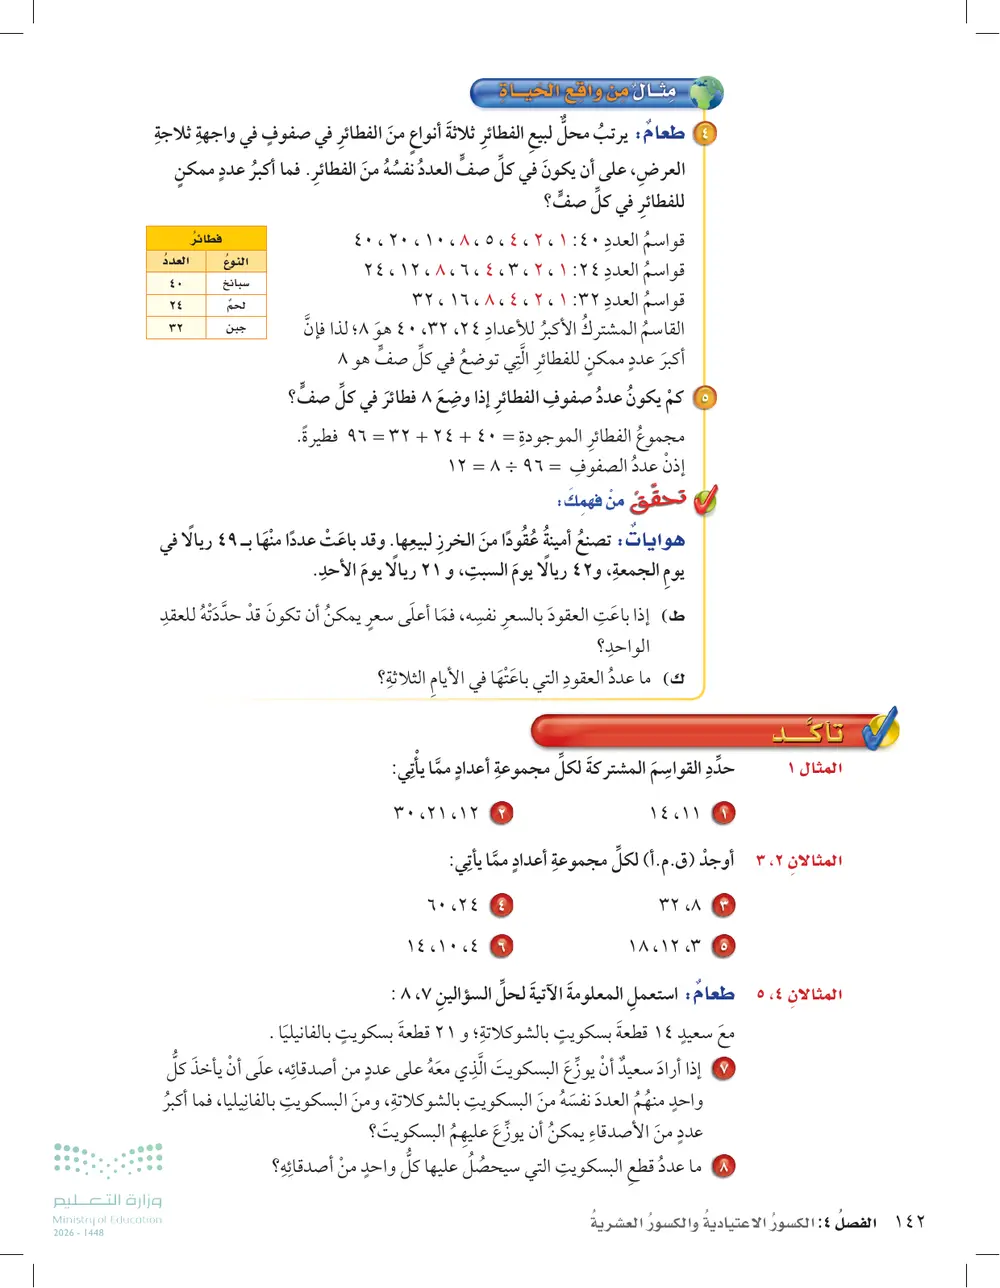 مِثَــالٌ مِن واقِعِ الحَيــاةِ
٤ طعامٌ: يرتبُ محلٌّ لبيعِ الفطائرِ ثلاثةَ أنواعٍ منَ الفطائرِ في صفوفٍ في واجهةِ ثلاجةِ
العرضِ، على أن يكونَ في كلِّ صفٍّ العددُ نفسُهُ منَ الفطائرِ. فما أكبرُ عددٍ ممكنٍ
للفطائرِ في كلِّ صفٍّ؟
قواسمُ العددِ ٤٠: ١ ، ٢ ، ٤ ، ٥ ، ٨ ، ١٠ ، ٢٠ ، ٤٠
قواسمُ العددِ ٢٤: ١ ، ٢ ، ٣ ، ٤ ، ٦ ، ٨ ، ١٢ ، ٢٤
قواسمُ العددِ ٣٢: ١ ، ٢ ، ٤ ، ٨ ، ١٦ ، ٣٢
القاسمُ المشتركُ الأكبرُ للأعدادِ ٢٤، ٣٢، ٤٠ هوَ ٨؛ لذا فإنَّ
أكبرَ عددٍ ممكنٍ للفطائرِ الَّتِي توضعُ في كلِّ صفٍّ هو ٨
فطائرُ
النوعُ العددُ
سبانخ ٤٠
لحمٌ ٢٤
جبن ٣٢
٥ كمْ يكونُ عددُ صفوفِ الفطائرِ إذا وضِعَ ٨ فطائرَ في كلِّ صفٍّ؟
مجموعُ الفطائرِ الموجودةِ = ٤٠ + ٢٤ + ٣٢ = ٩٦ فطيرةً.
إذنْ عددُ الصفوفِ = ٩٦ ÷ ٨ = ١٢
تحقَّقْ منْ فهمِكَ:
هواياتٌ: تصنعُ أمينةُ عُقُودًا منَ الخرزِ لبيعِها. وقد باعَتْ عددًا منْهَا بـ ٤٩ ريالًا في
يومِ الجمعةِ، و٤٢ ريالًا يومَ السبتِ، و ٢١ ريالًا يومَ الأحدِ.
ط) إذا باعَتِ العقودَ بالسعرِ نفسِه، فمَا أعلَى سعرٍ يمكنُ أن تكونَ قدْ حدَّدَتْهُ للعقدِ
الواحدِ؟
ك) ما عددُ العقودِ التي باعَتْهَا في الأيامِ الثلاثةِ؟
تأكَّــد
المثال ١ حدِّدِ القواسِمَ المشتركةَ لكلِّ مجموعةِ أعدادٍ ممَّا يأْتِي:
١ ١١، ١٤ ٢ ١٢، ٢١، ٣٠
المثالانِ ٢، ٣ أوجدْ (ق.م.أ) لكلِّ مجموعةِ أعدادٍ ممَّا يأتِي:
٣ ٨، ٣٢ ٤ ٢٤، ٦٠
٥ ٣، ١٢، ١٨ ٦ ٤، ١٠، ١٤
المثالانِ ٤، ٥ طعامٌ: استعملِ المعلومةَ الآتيةَ لحلِّ السؤالينِ ٧، ٨ :
معَ سعيدٍ ١٤ قطعةَ بسكويتٍ بالشوكلاتةِ؛ و ٢١ قطعةَ بسكويتٍ بالفانيليَا .
٧ إذا أرادَ سعيدٌ أنْ يوزِّعَ البسكويتَ الَّذِي معَهُ على عددٍ من أصدقائِه، علَى أنْ يأخذَ كلُّ
واحدٍ منهُمُ العددَ نفسَهُ منَ البسكويتِ بالشوكلاتةِ، ومنَ البسكويتِ بالفانِيليا، فما أكبرُ
عددٍ منَ الأصدقاءِ يمكنُ أن يوزِّعَ عليهِمُ البسكويتَ؟
٨ ما عددُ قطعِ البسكويتِ التي سيحصُلُ عليها كلُّ واحدٍ منْ أصدقائِهِ؟
وزارة التعـــليم
Ministry of Education
2026 - 1448
١٤٢ الفصلُ ٤: الكسورُ الاعتياديةُ والكسورُ العشريةُ